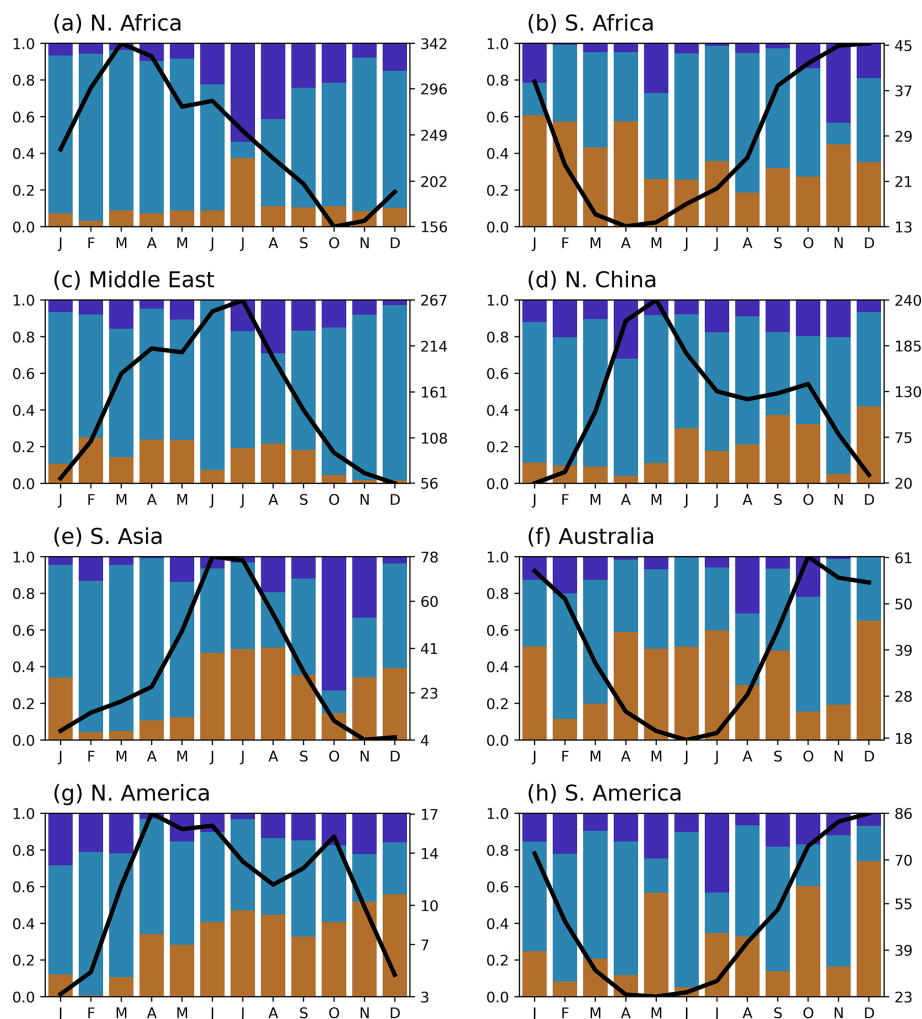 (a) N. Africa
1.0 0.8 0.6 0.4 0.2 0.0
342 296 249 202 156
J F M A M J J A S O N D
(b) S. Africa
1.0 0.8 0.6 0.4 0.2 0.0
45 37 29 21 13
J F M A M J J A S O N D
(c) Middle East
1.0 0.8 0.6 0.4 0.2 0.0
267 214 161 108 56
J F M A M J J A S O N D
(d) N. China
1.0 0.8 0.6 0.4 0.2 0.0
240 185 130 75 20
J F M A M J J A S O N D
(e) S. Asia
1.0 0.8 0.6 0.4 0.2 0.0
78 60 41 23 4
J F M A M J J A S O N D
(f) Australia
1.0 0.8 0.6 0.4 0.2 0.0
61 50 39 28 18
J F M A M J J A S O N D
(g) N. America
1.0 0.8 0.6 0.4 0.2 0.0
17 14 10 7 3
J F M A M J J A S O N D
(h) S. America
1.0 0.8 0.6 0.4 0.2 0.0
86 70 55 39 23
J F M A M J J A S O N D